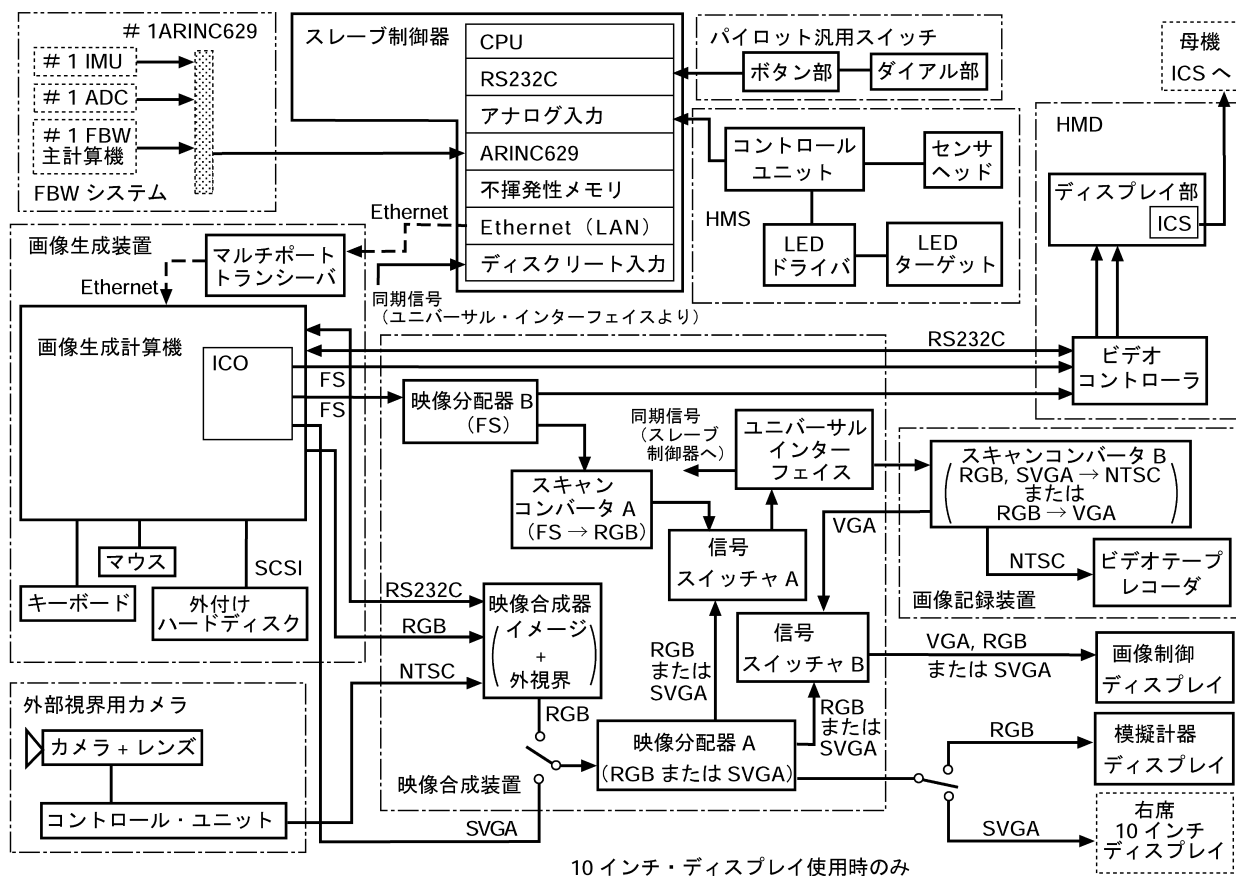 ＃1ARINC629
＃1 IMU
＃1 ADC
＃1 FBW
主計算機
FBW システム
スレーブ制御器
CPU
RS232C
アナログ入力
ARINC629
不揮発性メモリ
Ethernet（LAN）
ディスクリート入力
パイロット汎用スイッチ
ボタン部
ダイアル部
コントロール
ユニット
センサ
ヘッド
HMS
LED
ドライバ
LED
ターゲット
母機
ICS へ
HMD
ディスプレイ部
ICS
ビデオ
コントローラ
Ethernet
同期信号
（ユニバーサル・インターフェイスより）
画像生成装置
マルチポート
トランシーバ
Ethernet
画像生成計算機
ICO
FS
FS
RS232C
マウス
キーボード
SCSI
外付け
ハードディスク
映像分配器 B
（FS）
スキャン
コンバータ A
（FS → RGB）
同期信号
（スレーブ
制御器へ）
ユニバーサル
インター
フェイス
信号
スイッチャ A
VGA
スキャンコンバータ B
RGB, SVGA → NTSC
または
RGB → VGA
NTSC
ビデオテープ
レコーダ
画像記録装置
RS232C
RGB
NTSC
映像合成器
イメージ
+
外視界
RGB
RGB
または
SVGA
信号
スイッチャ B
RGB
または
SVGA
VGA, RGB
または SVGA
画像制御
ディスプレイ
外部視界用カメラ
カメラ + レンズ
コントロール・ユニット
映像合成装置
SVGA
映像分配器 A
（RGB または SVGA）
RGB
模擬計器
ディスプレイ
SVGA
右席
10 インチ
ディスプレイ
10 インチ・ディスプレイ使用時のみ